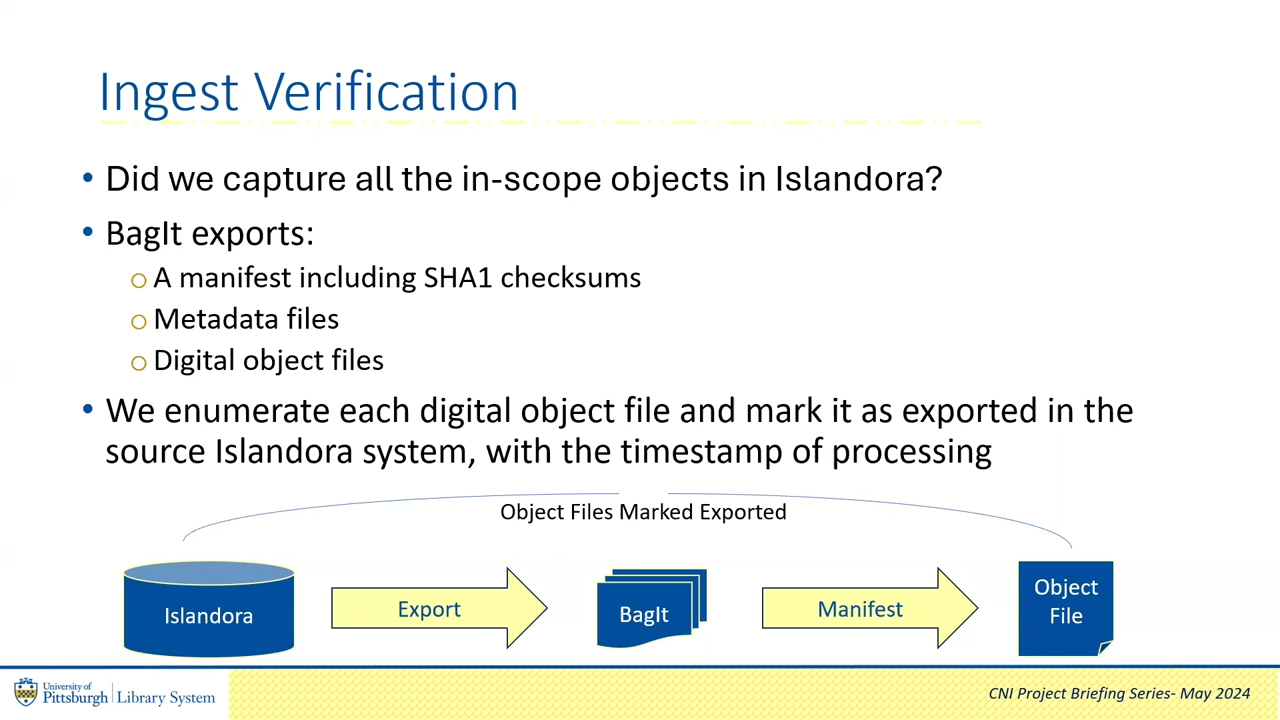 Ingest Verification
• Did we capture all the in-scope objects in Islandora?
• BagIt exports:
o A manifest including SHA1 checksums
o Metadata files
o Digital object files
• We enumerate each digital object file and mark it as exported in the
source Islandora system, with the timestamp of processing
Object Files Marked Exported
Islandora
Export
BagIt
Manifest
Object
File
University of
Pittsburgh
Library System
CNI Project Briefing Series- May 2024